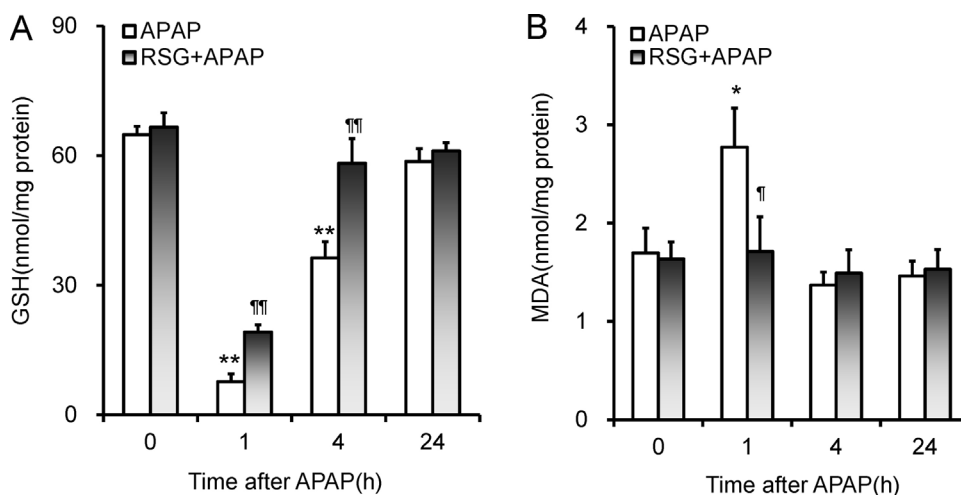 A
APAP
RSG+APAP
GSH(nmol/mg protein)
90
60
30
0
**
¶¶
**
¶¶
0 1 4 24
Time after APAP(h)
B
APAP
RSG+APAP
MDA(nmol/mg protein)
4
3
2
1
0
*
¶
0 1 4 24
Time after APAP(h)